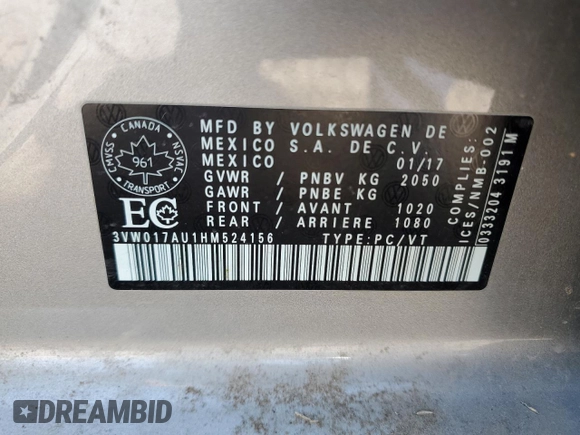 CANADA
CMVSS
NSVAC
961
TRANSPORT
EC
MFD BY VOLKSWAGEN DE
MEXICO S.A. DE C.V.
MEXICO 01/17
GVWR / PNBV KG 2050
GAWR / PNBE KG
FRONT / AVANT 1020
REAR / ARRIERE 1080
3VW017AU1HM524156 TYPE:PC/VT
COMPLIES:
ICES/NMB-002
0333204 3191 M
DREAMBID